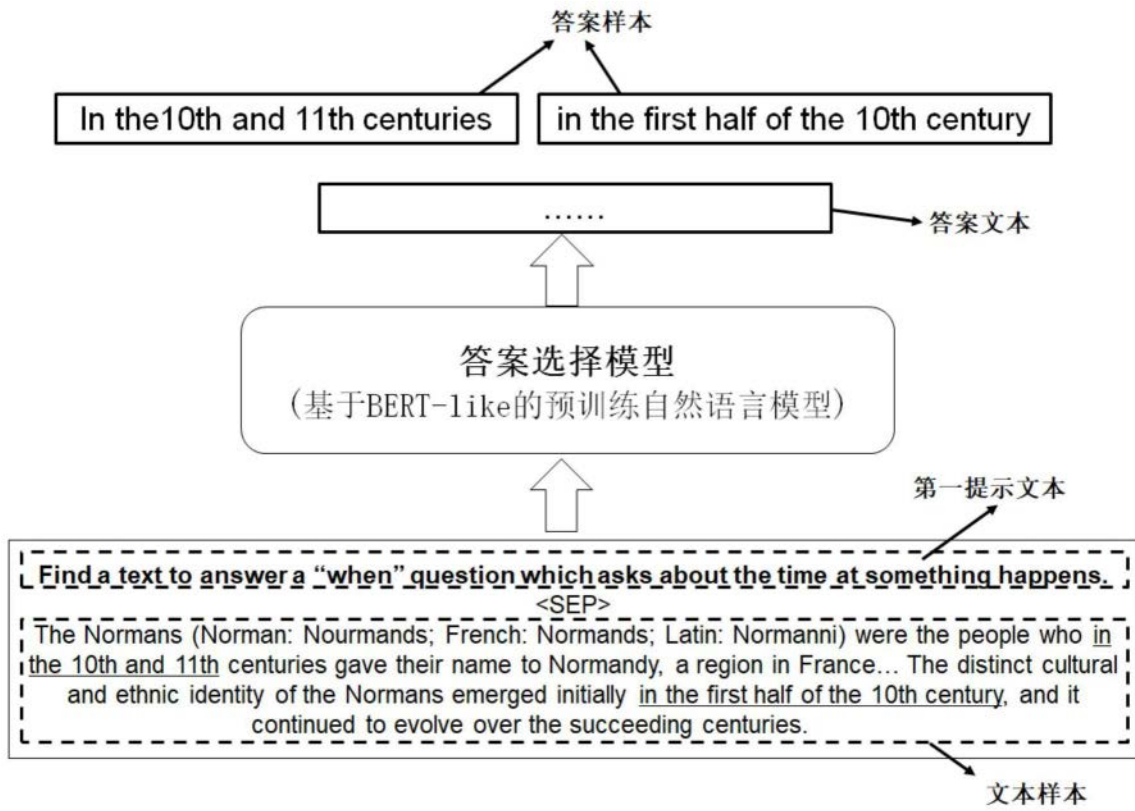 答案样本
In the10th and 11th centuries
in the first half of the 10th century
......
答案文本
答案选择模型
(基于BERT-like的预训练自然语言模型)
第一提示文本
Find a text to answer a “when” question which asks about the time at something happens.
<SEP>
The Normans (Norman: Nourmands; French: Normands; Latin: Normanni) were the people who in
the 10th and 11th centuries gave their name to Normandy, a region in France… The distinct cultural
and ethnic identity of the Normans emerged initially in the first half of the 10th century, and it
continued to evolve over the succeeding centuries.
文本样本